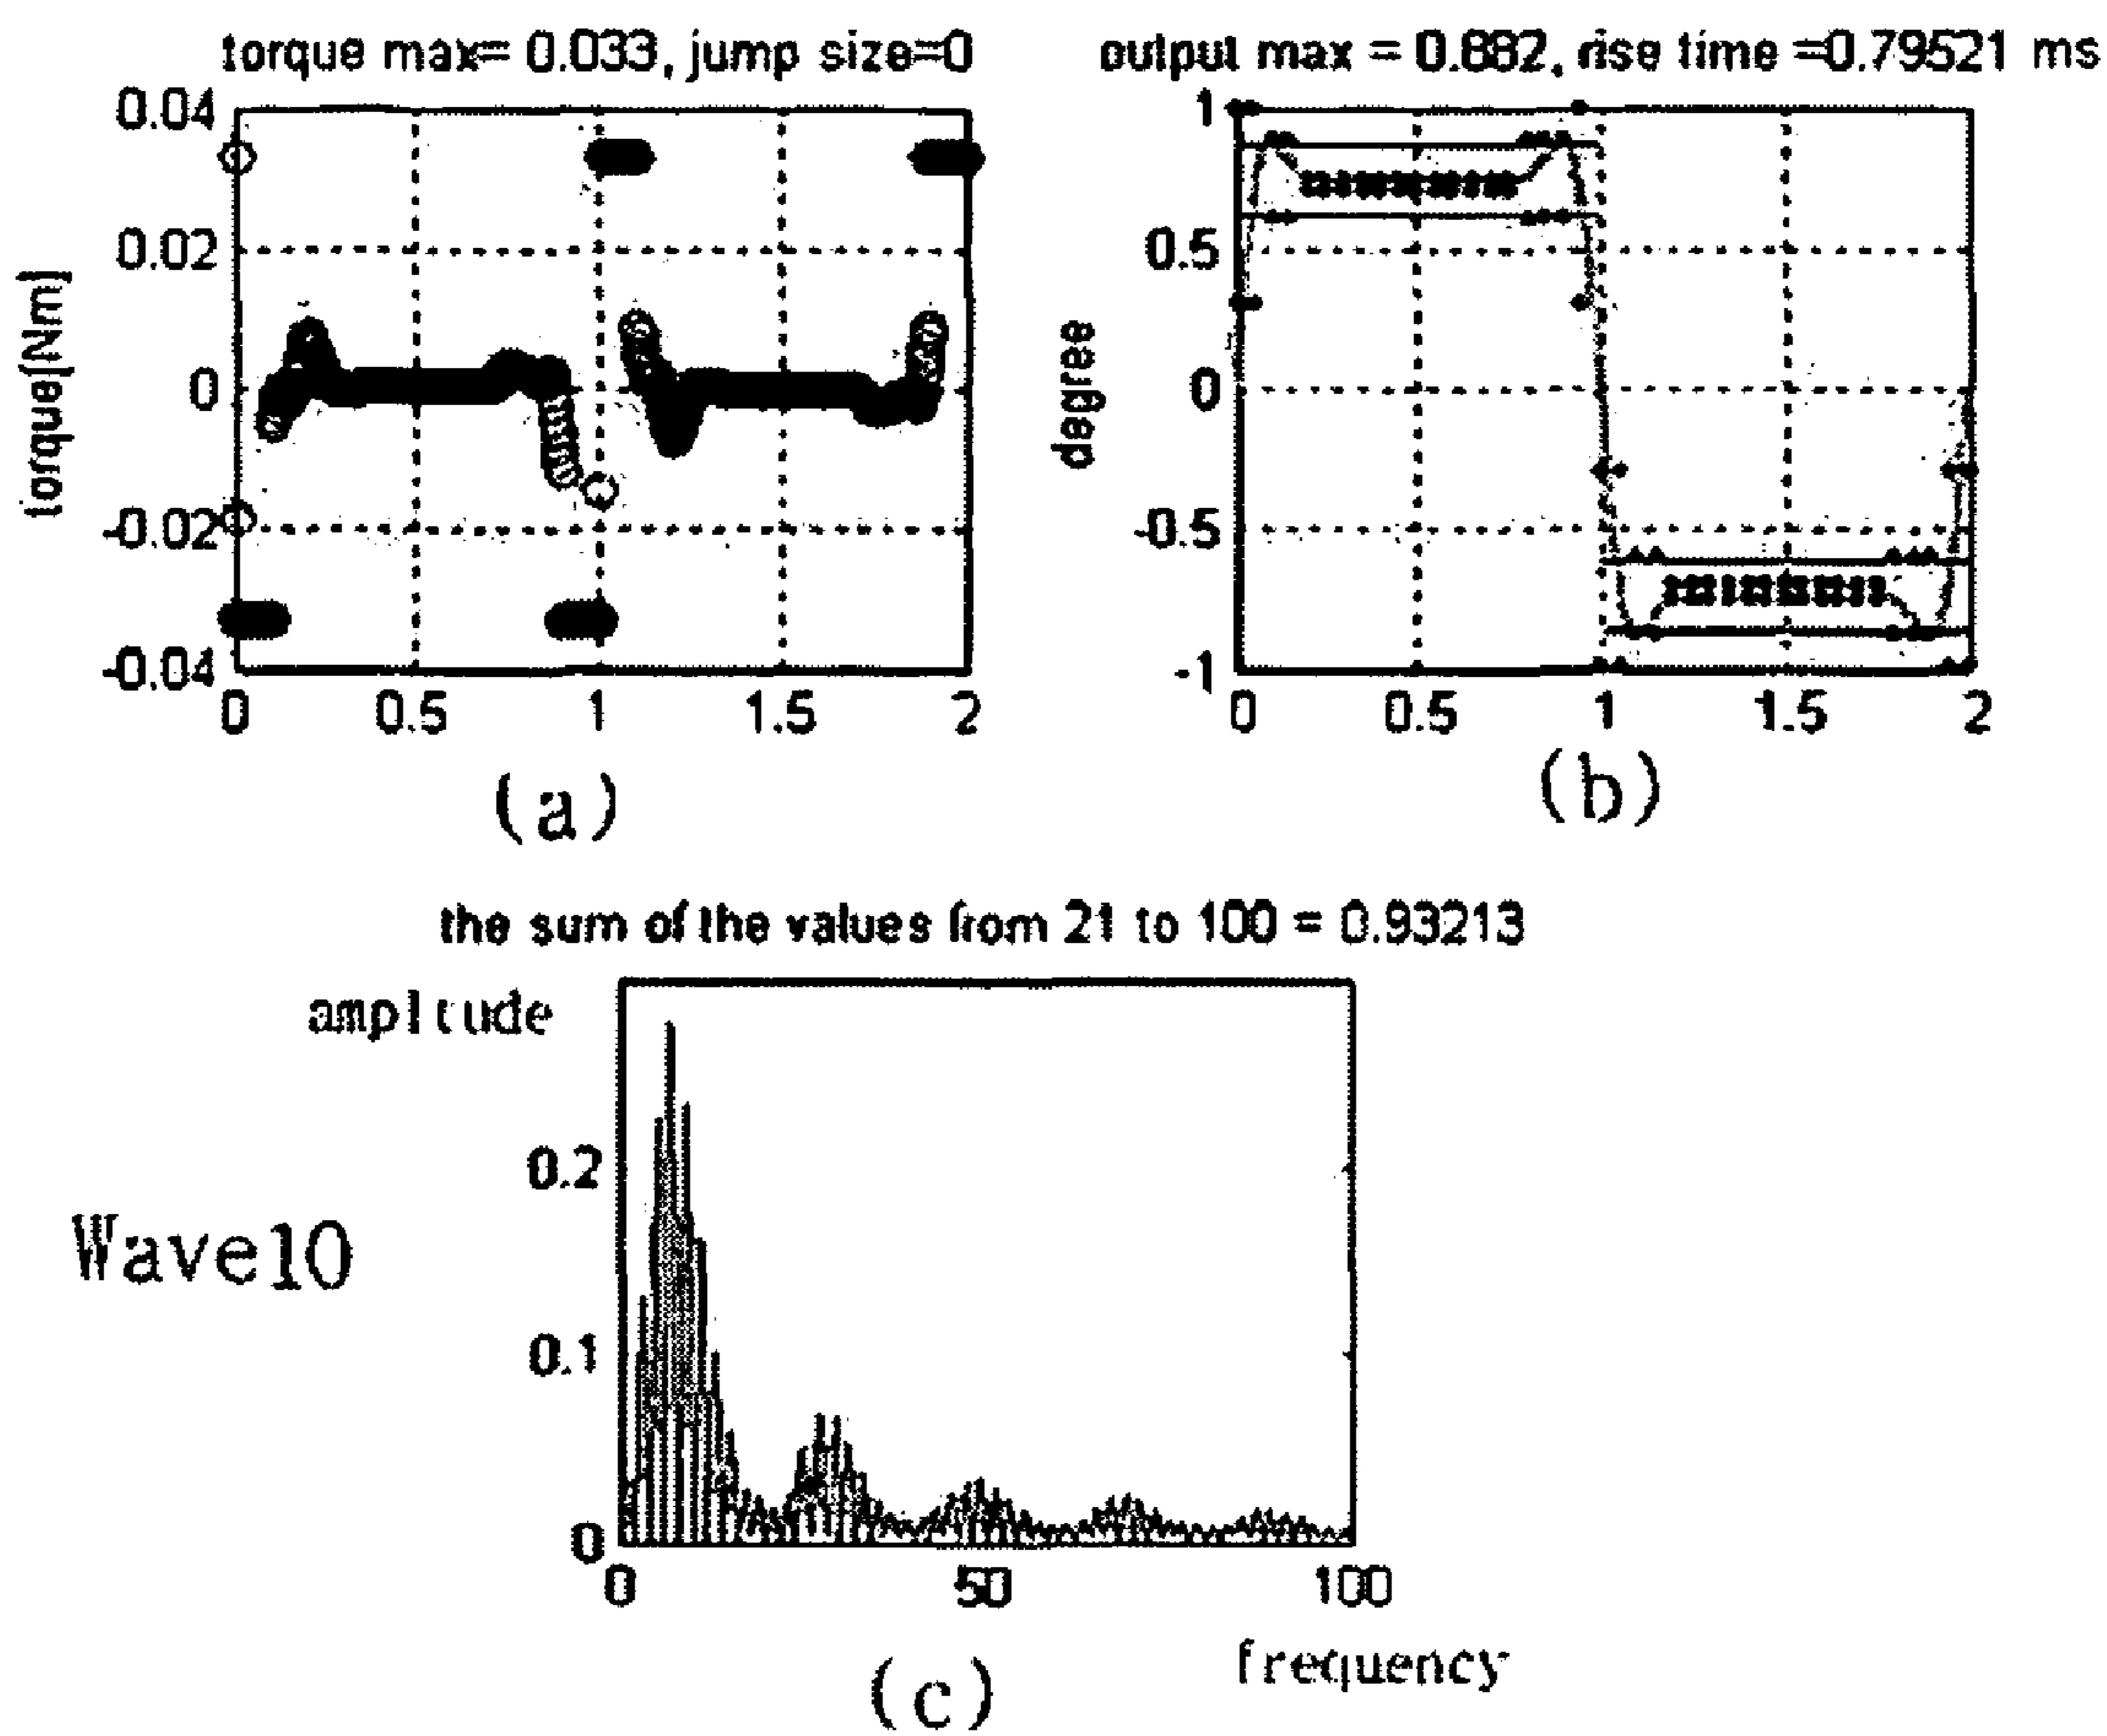 torque max= 0.033, jump size=0
0.04
0.02
0
-0.02
-0.04
torque[Nm]
0 0.5 1 1.5 2
(a)
output max = 0.882, rise time =0.79521 ms
1
0.5
0
-0.5
-1
degree
0 0.5 1 1.5 2
(b)
the sum of the values from 21 to 100 = 0.93213
ampltude
0.2
0.1
0
0 50 100
frequency
Wave10
(c)